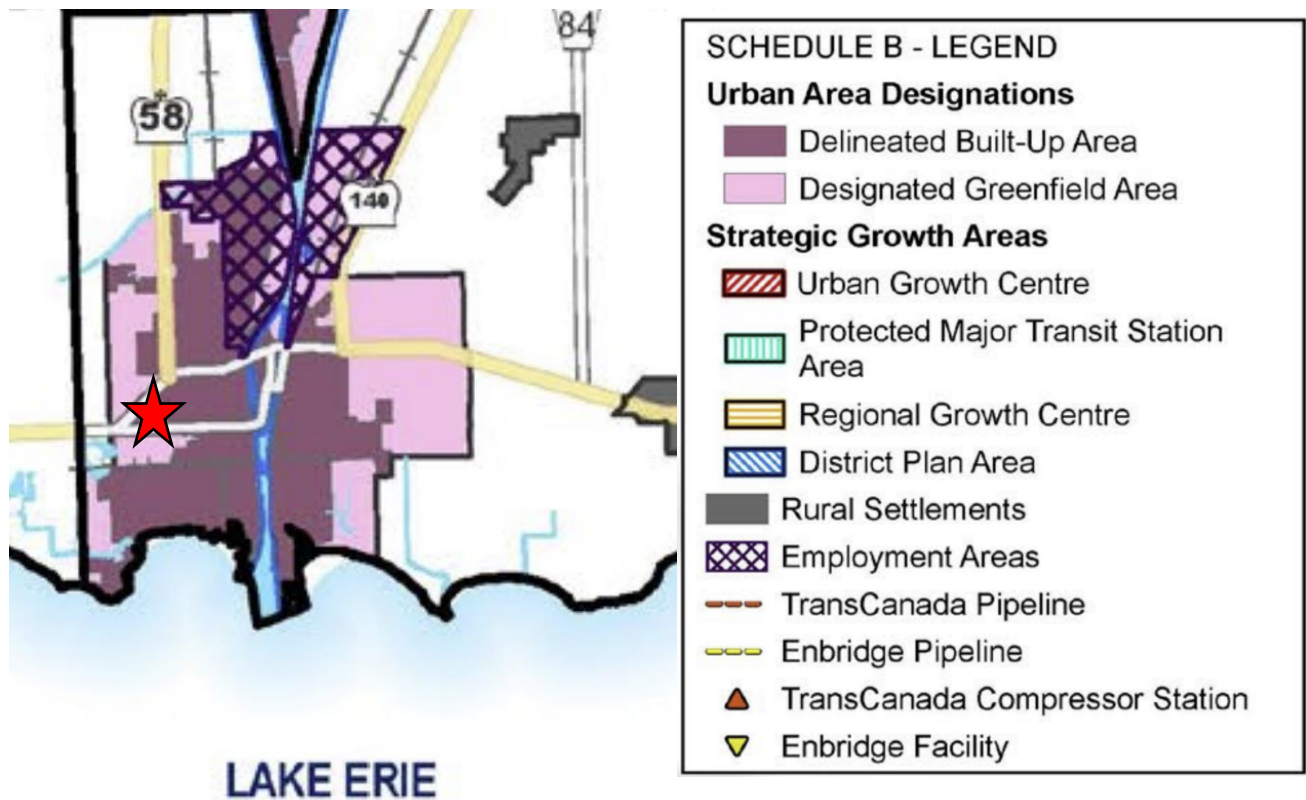 84
58
140
LAKE ERIE
SCHEDULE B - LEGEND
Urban Area Designations
Delineated Built-Up Area
Designated Greenfield Area
Strategic Growth Areas
Urban Growth Centre
Protected Major Transit Station
Area
Regional Growth Centre
District Plan Area
Rural Settlements
Employment Areas
TransCanada Pipeline
Enbridge Pipeline
TransCanada Compressor Station
Enbridge Facility